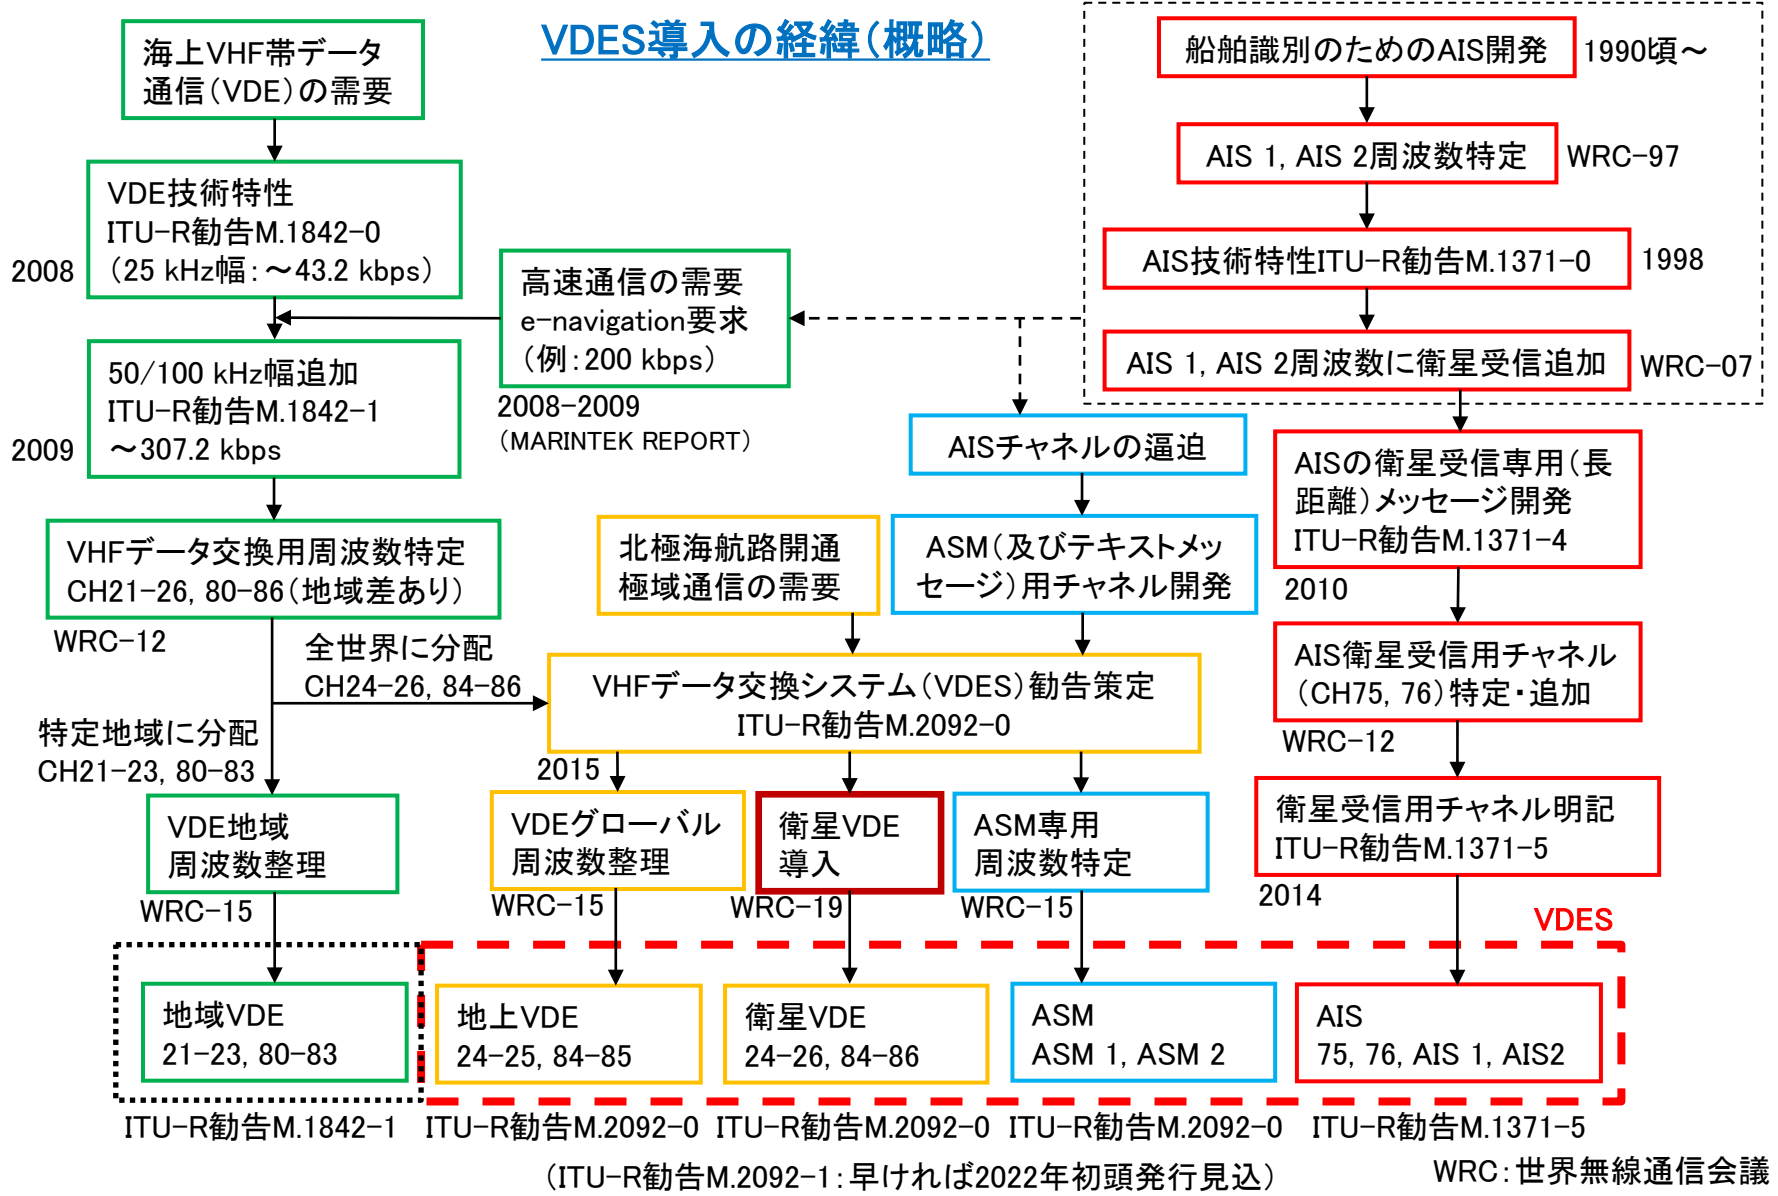 VDES導入の経緯（概略）
海上VHF帯データ
通信（VDE）の需要
VDE技術特性
ITU-R勧告M.1842-0
（25 kHz幅：～43.2 kbps）
2008
高速通信の需要
e-navigation要求
（例：200 kbps）
2008-2009
（MARINTEK REPORT）
50/100 kHz幅追加
ITU-R勧告M.1842-1
～307.2 kbps
2009
VHFデータ交換用周波数特定
CH21-26, 80-86（地域差あり）
WRC-12
全世界に分配
CH24-26, 84-86
特定地域に分配
CH21-23, 80-83
VDE地域
周波数整理
WRC-15
船舶識別のためのAIS開発
1990頃～
AIS 1, AIS 2周波数特定
WRC-97
AIS技術特性ITU-R勧告M.1371-0
1998
AIS 1, AIS 2周波数に衛星受信追加
WRC-07
AISチャネルの逼迫
ASM（及びテキストメッ
セージ）用チャネル開発
北極海航路開通
極域通信の需要
VHFデータ交換システム（VDES）勧告策定
ITU-R勧告M.2092-0
2015
AISの衛星受信専用（長
距離）メッセージ開発
ITU-R勧告M.1371-4
2010
AIS衛星受信用チャネル
（CH75, 76）特定・追加
WRC-12
衛星受信用チャネル明記
ITU-R勧告M.1371-5
2014
VDEグローバル
周波数整理
WRC-15
衛星VDE
導入
WRC-19
ASM専用
周波数特定
WRC-15
VDES
地域VDE
21-23, 80-83
地上VDE
24-25, 84-85
衛星VDE
24-26, 84-86
ASM
ASM 1, ASM 2
AIS
75, 76, AIS 1, AIS2
ITU-R勧告M.1842-1
ITU-R勧告M.2092-0
ITU-R勧告M.2092-0
ITU-R勧告M.2092-0
ITU-R勧告M.1371-5
（ITU-R勧告M.2092-1：早ければ2022年初頭発行見込）
WRC：世界無線通信会議